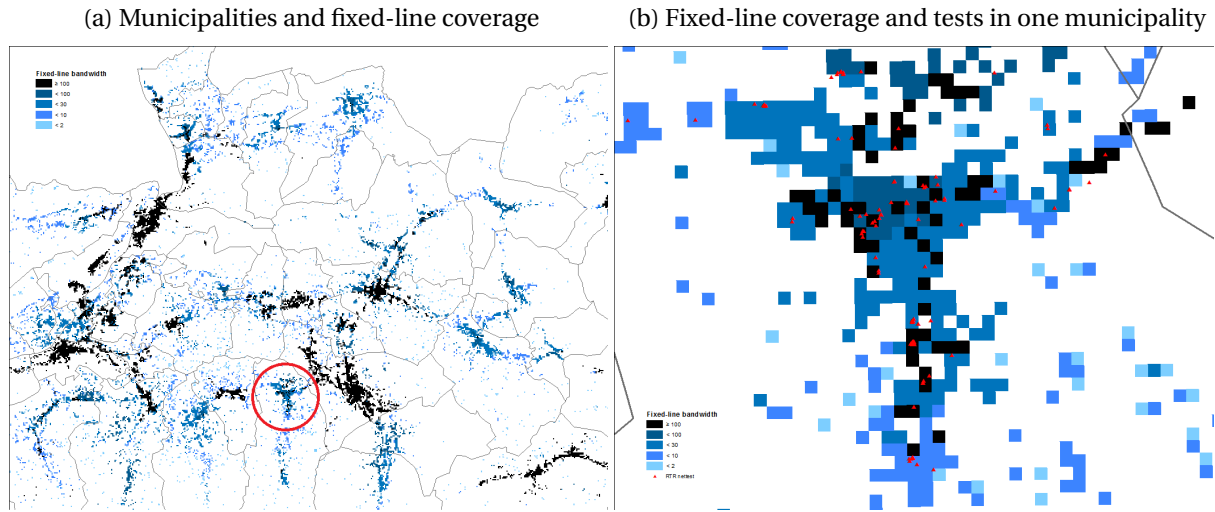 (a) Municipalities and fixed-line coverage
(b) Fixed-line coverage and tests in one municipality
Fixed-line bandwidth
≥ 100
< 100
< 30
< 10
< 2
Fixed-line bandwidth
≥ 100
< 100
< 30
< 10
< 2
RTR nettest